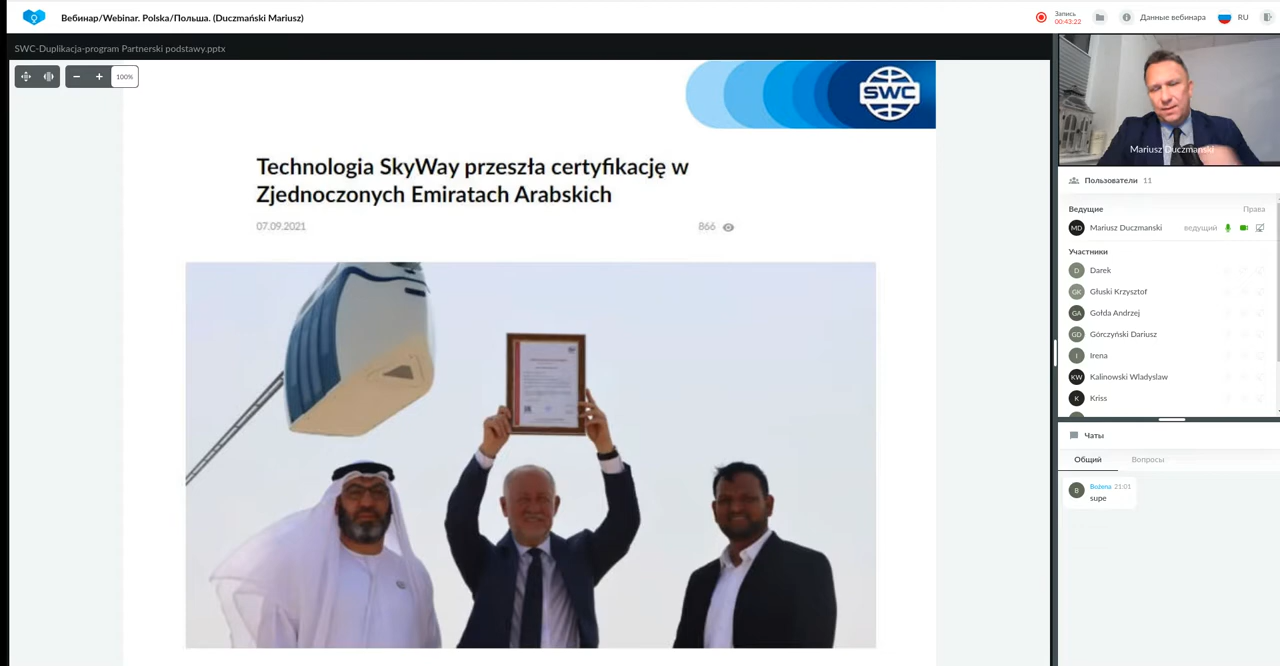 Вебинар/Webinar. Polska/Польша. (Duczmański Mariusz)
Запись
00:43:22
Данные вебинара
RU
SWC-Duplikacja-program Partnerski podstawy.pptx
100%
SWC
Technologia SkyWay przeszła certyfikację w
Zjednoczonych Emiratach Arabskich
07.09.2021
866
Mariusz Duczmanski
Пользователи 11
Ведущие Права
MD Mariusz Duczmanski ведущий
Участники
D Darek
GK Głuski Krzysztof
GA Gołda Andrzej
GD Górczyński Dariusz
I Irena
KW Kalinowski Wladyslaw
K Kriss
Чаты
Общий Вопросы
B Bożena 21:01
supe